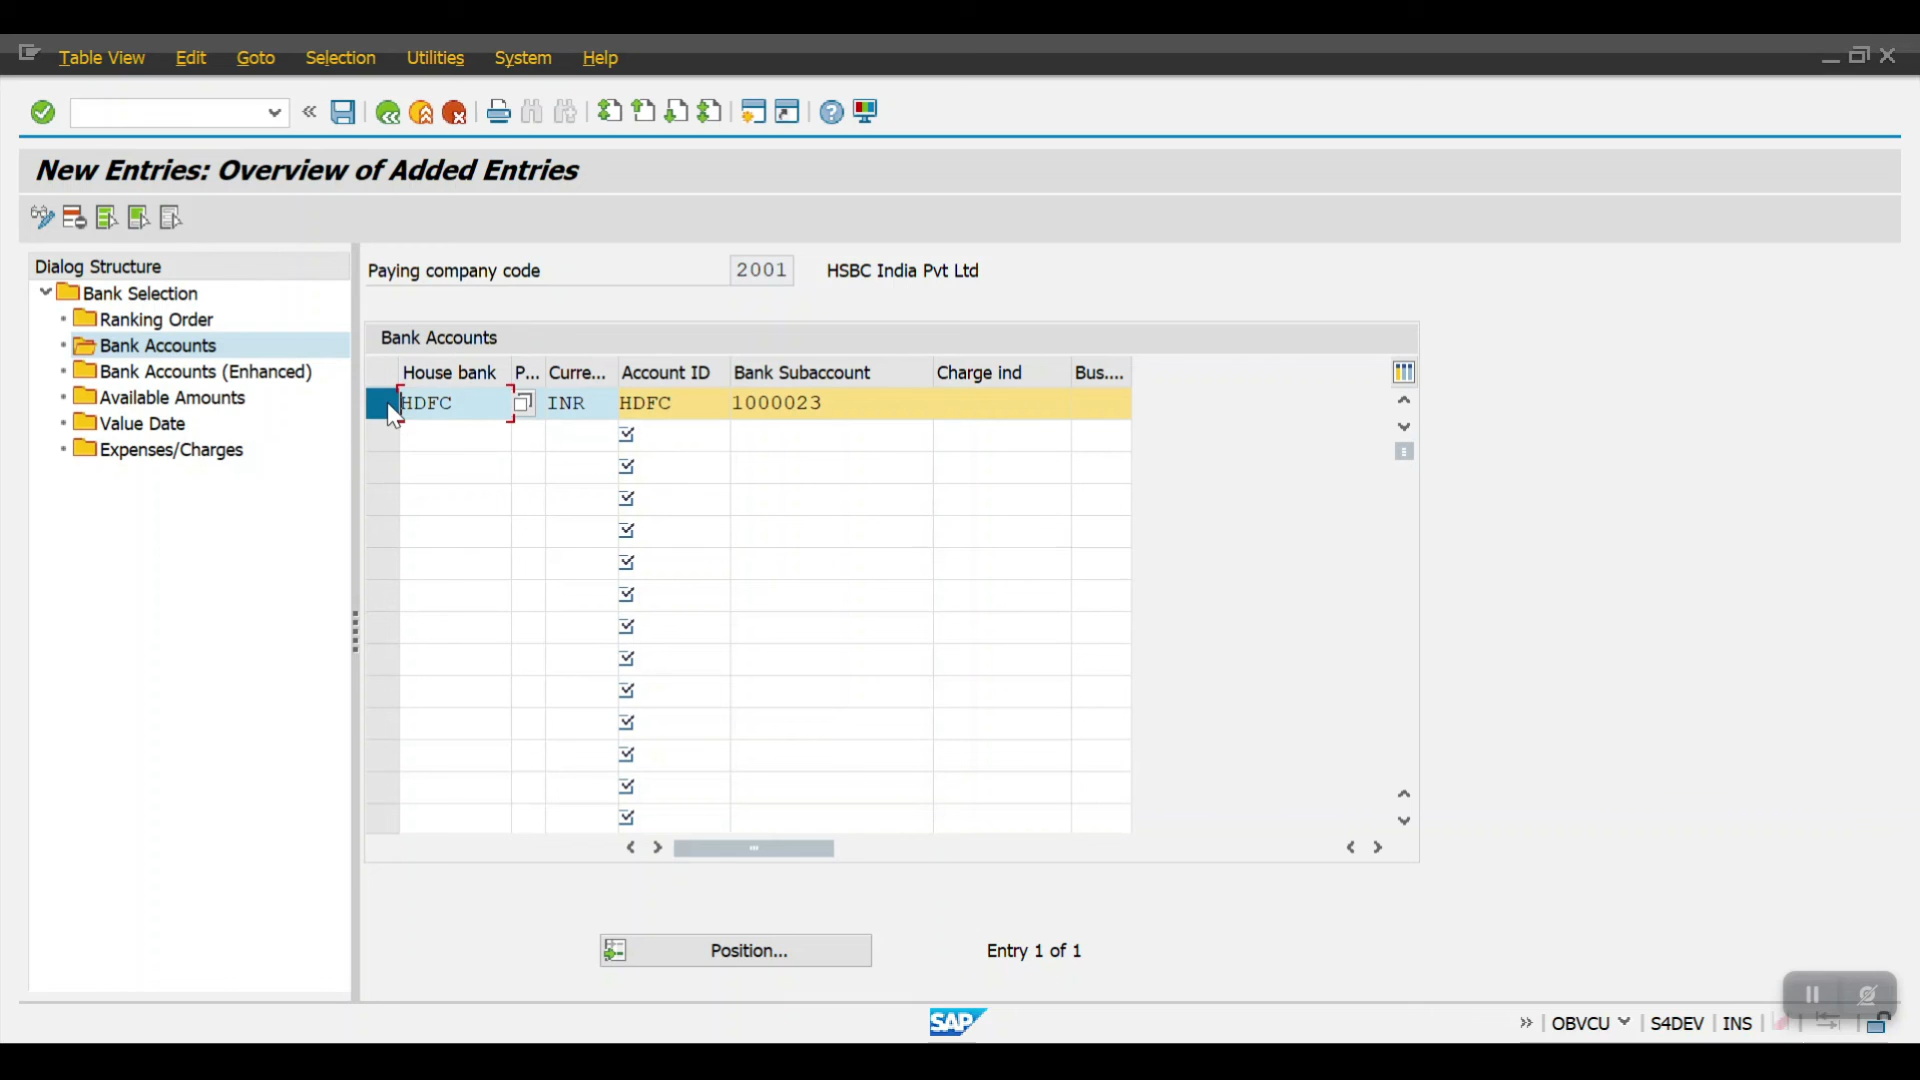 Table View Edit Goto Selection Utilities System Help
New Entries: Overview of Added Entries
Dialog Structure
Bank Selection
Ranking Order
Bank Accounts
Bank Accounts (Enhanced)
Available Amounts
Value Date
Expenses/Charges
Paying company code 2001 HSBC India Pvt Ltd
Bank Accounts
House bank P... Curre... Account ID Bank Subaccount Charge ind Bus....
HDFC INR HDFC 1000023
Position... Entry 1 of 1
SAP
OBVCU S4DEV INS